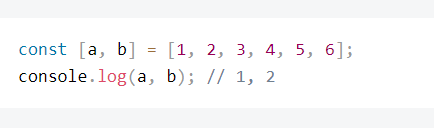 const [a, b] = [1, 2, 3, 4, 5, 6];
console.log(a, b); // 1, 2